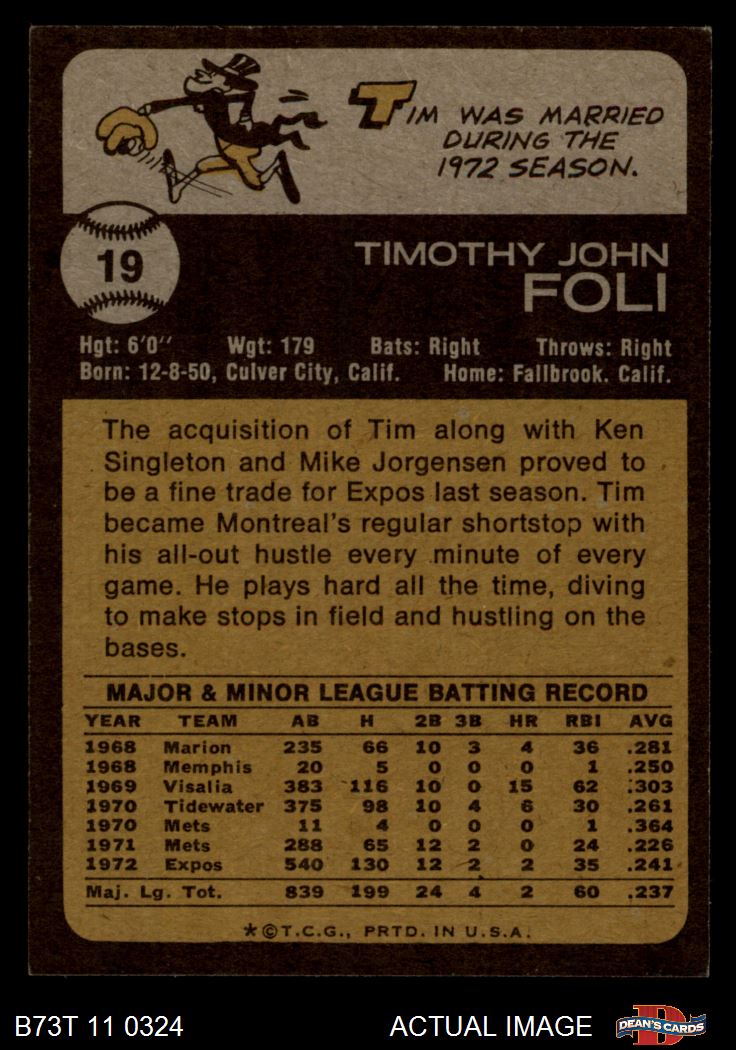 TIM WAS MARRIED
DURING THE
1972 SEASON.
19
TIMOTHY JOHN
FOLI
Hgt: 6'0" Wgt: 179 Bats: Right Throws: Right
Born: 12-8-50, Culver City, Calif. Home: Fallbrook. Calif.
The acquisition of Tim along with Ken
Singleton and Mike Jorgensen proved to
be a fine trade for Expos last season. Tim
became Montreal's regular shortstop with
his all-out hustle every minute of every
game. He plays hard all the time, diving
to make stops in field and hustling on the
bases.
MAJOR & MINOR LEAGUE BATTING RECORD
YEAR TEAM AB H 2B 3B HR RBI AVG
1968 Marion 235 66 10 3 4 36 .281
1968 Memphis 20 5 0 0 0 1 .250
1969 Visalia 383 116 10 0 15 62 .303
1970 Tidewater 375 98 10 4 6 30 .261
1970 Mets 11 4 0 0 0 1 .364
1971 Mets 288 65 12 2 0 24 .226
1972 Expos 540 130 12 2 2 35 .241
Maj. Lg. Tot. 839 199 24 4 2 60 .237
*©T.C.G., PRTD. IN U.S.A.
B73T 11 0324 ACTUAL IMAGE D DEAN'S CARDS